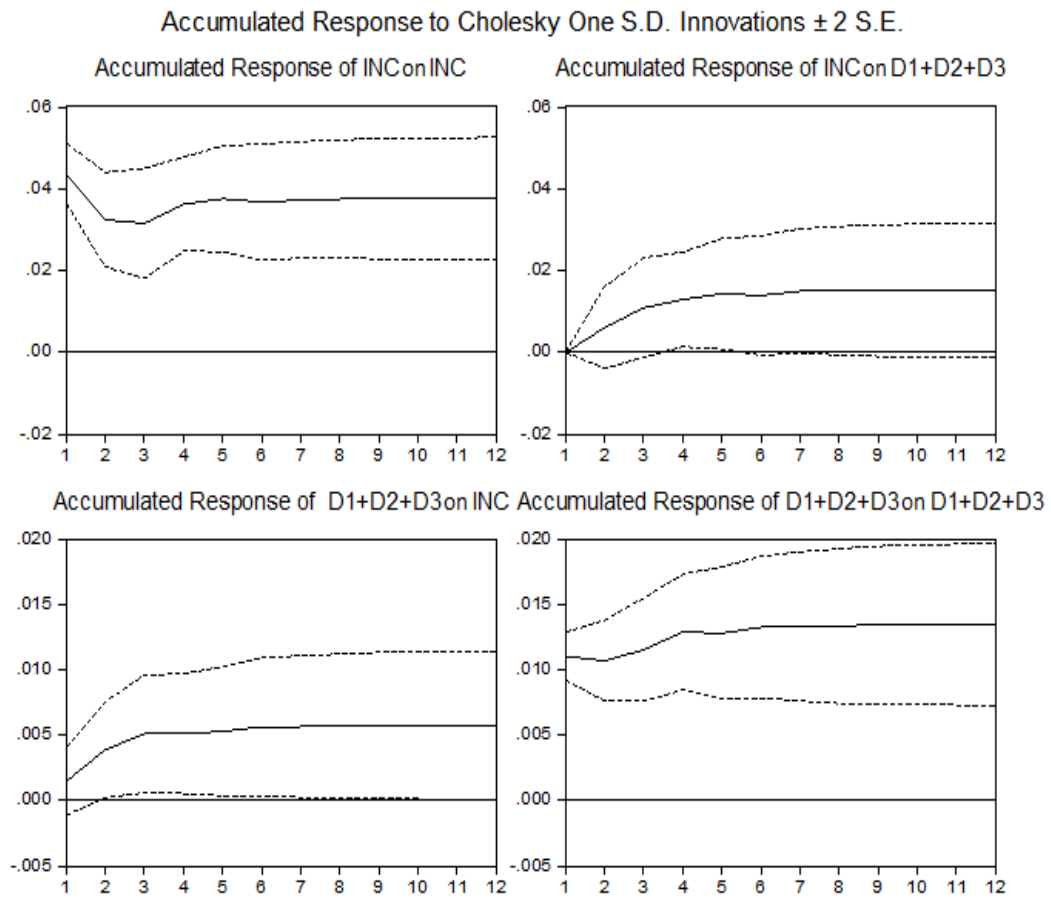 Accumulated Response to Cholesky One S.D. Innovations ± 2 S.E.
Accumulated Response of INC on INC
.06
.04
.02
.00
-.02
1 2 3 4 5 6 7 8 9 10 11 12
Accumulated Response of INC on D1+D2+D3
.06
.04
.02
.00
-.02
1 2 3 4 5 6 7 8 9 10 11 12
Accumulated Response of D1+D2+D3 on INC
.020
.015
.010
.005
.000
-.005
1 2 3 4 5 6 7 8 9 10 11 12
Accumulated Response of D1+D2+D3 on D1+D2+D3
.020
.015
.010
.005
.000
-.005
1 2 3 4 5 6 7 8 9 10 11 12